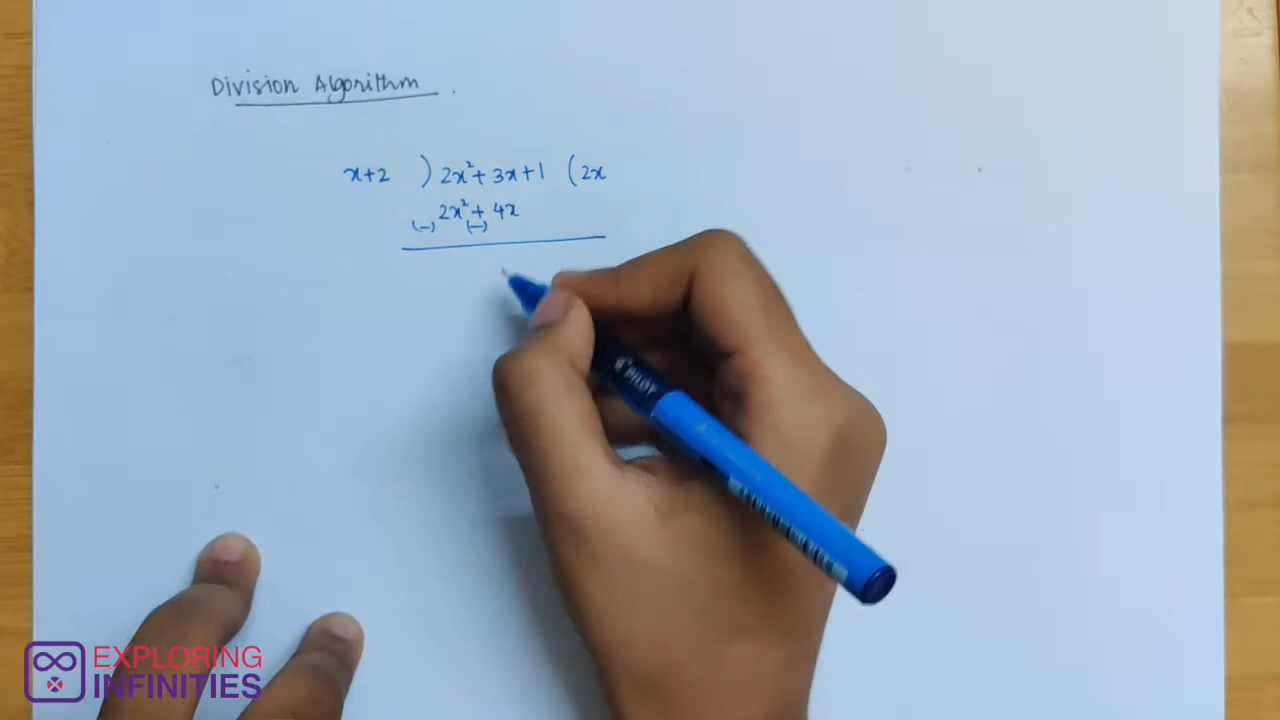 Division Algorithm .
x+2 ) 2x²+ 3x+1 ( 2x
2x²+ 4x
(−) (−)
PILOT
EXPLORING
INFINITIES